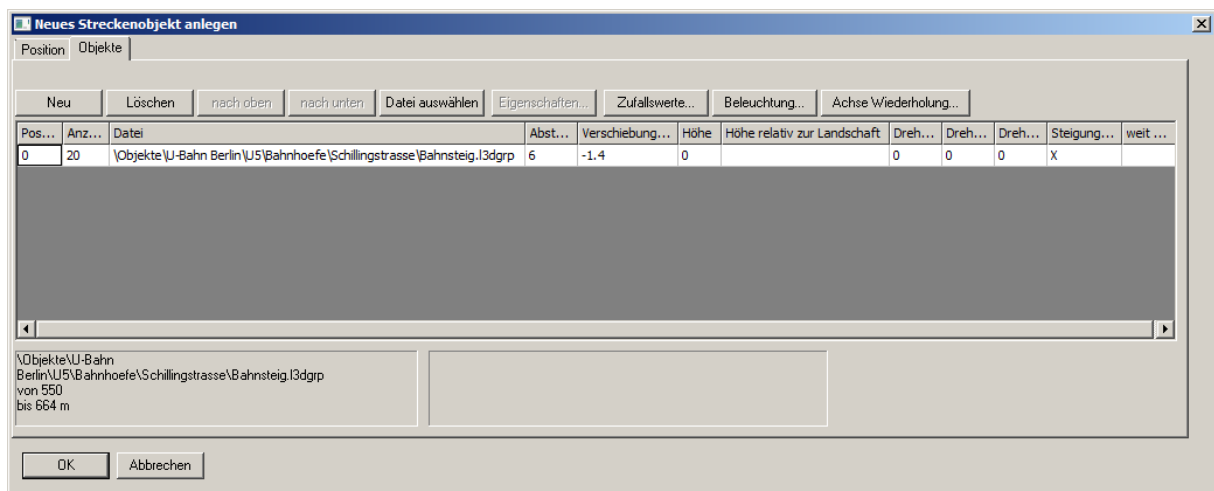 Neues Streckenobjekt anlegen
Position Objekte
Neu Löschen nach oben nach unten Datei auswählen Eigenschaften... Zufallswerte... Beleuchtung... Achse Wiederholung...
Pos... Anz... Datei Abst... Verschiebung... Höhe Höhe relativ zur Landschaft Dreh... Dreh... Dreh... Steigung... weit ...
0 20 \Objekte\U-Bahn Berlin\U5\Bahnhoefe\Schillingstrasse\Bahnsteig.l3dgrp 6 -1.4 0 0 0 0 X
\Objekte\U-Bahn
Berlin\U5\Bahnhoefe\Schillingstrasse\Bahnsteig.l3dgrp
von 550
bis 664 m
OK Abbrechen